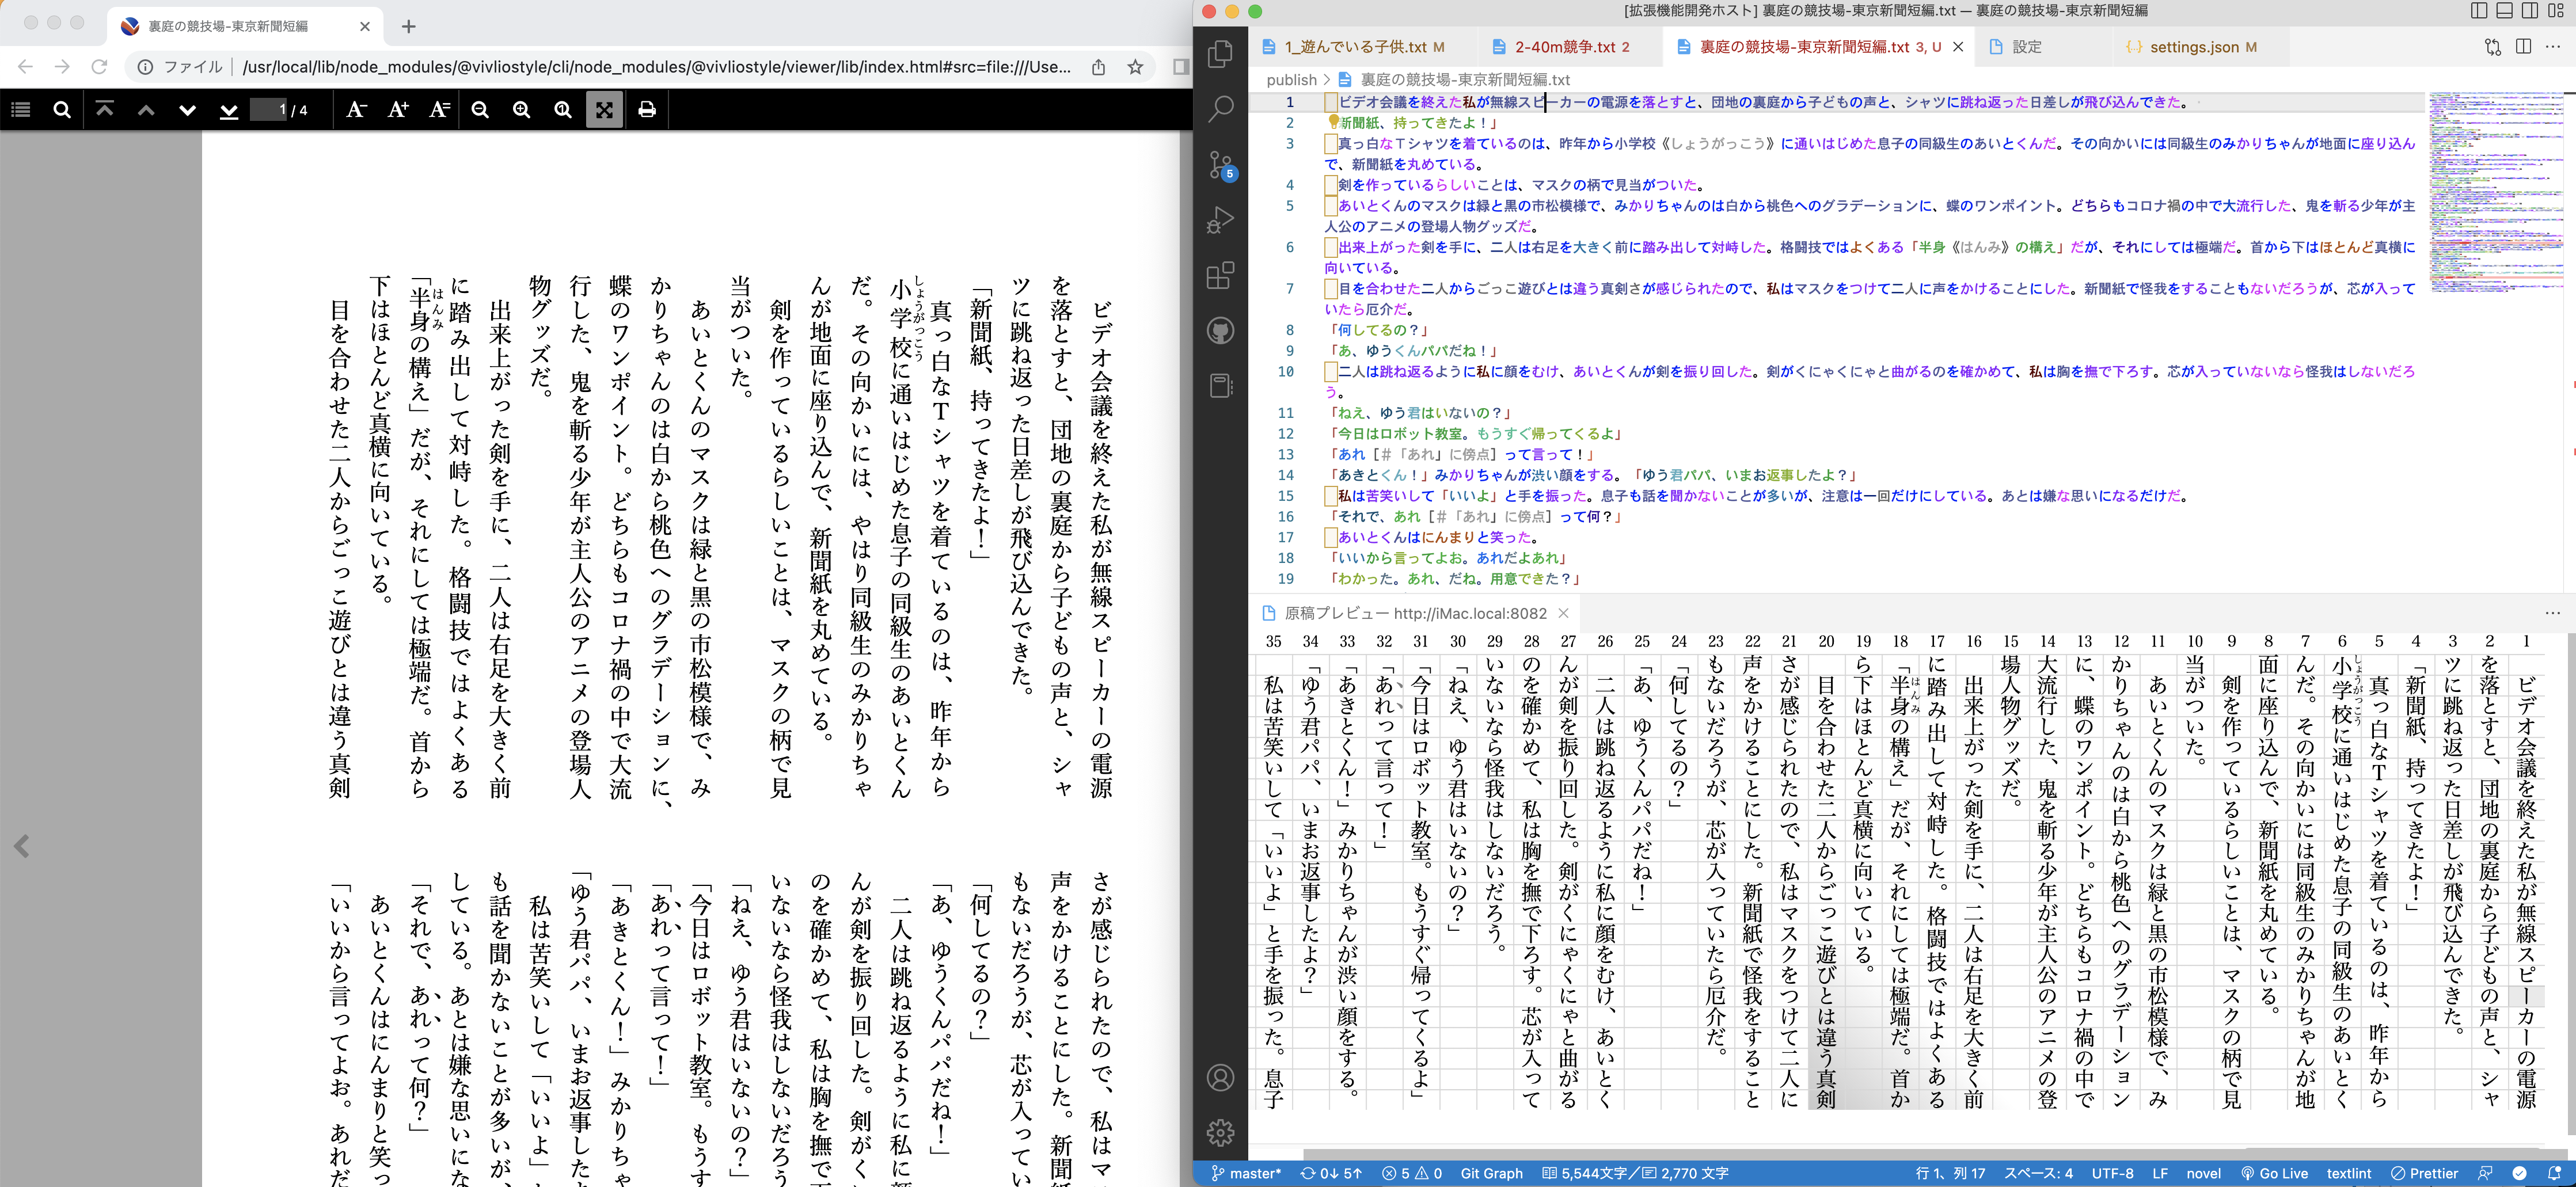 裏庭の競技場-東京新聞短編
ファイル
/usr/local/lib/node_modules/@vivliostyle/cli/node_modules/@vivliostyle/viewer/lib/index.html#src=file:///Use...
1 / 4
ビデオ会議を終えた私が無線スピーカーの電源
を落とすと、団地の裏庭から子どもの声と、シャ
ツに跳ね返った日差しが飛び込んできた。
「新聞紙、持ってきたよ！」
真っ白なTシャツを着ているのは、昨年から
小学校《しょうがっこう》に通いはじめた息子の同級生のあいとくん
だ。その向かいには、やはり同級生のみかりちゃ
んが地面に座り込んで、新聞紙を丸めている。
剣を作っているらしいことは、マスクの柄で見
当がついた。
あいとくんのマスクは緑と黒の市松模様で、み
かりちゃんのは白から桃色へのグラデーションに、
蝶のワンポイント。どちらもコロナ禍の中で大流
行した、鬼を斬る少年が主人公のアニメの登場人
物グッズだ。
出来上がった剣を手に、二人は右足を大きく前
に踏み出して対峙した。格闘技ではよくある
「半身《はんみ》の構え」だが、それにしては極端だ。首から
下はほとんど真横に向いている。
目を合わせた二人からごっこ遊びとは違う真剣
さが感じられたので、私はマ
声をかけることにした。新聞
もないだろうが、芯が入ってい
「何してるの？」
「あ、ゆうくんパパだね！」
二人は跳ね返るように私に
んが剣を振り回した。剣がく
のを確かめて、私は胸を撫で
いないなら怪我はしないだろ
「ねえ、ゆう君はいないの？」
「今日はロボット教室。もうす
「あれって言って！」
「あきとくん！」みかりちゃ
「ゆう君パパ、いまお返事した
私は苦笑いして「いいよ」
も話を聞かないことが多いが、
している。あとは嫌な思いにな
「それで、あれって何？」
あいとくんはにんまりと笑っ
「いいから言ってよお。あれだ
[拡張機能開発ホスト] 裏庭の競技場-東京新聞短編.txt — 裏庭の競技場-東京新聞短編
1_遊んでいる子供.txt M
2-40m競争.txt 2
裏庭の競技場-東京新聞短編.txt 3, U
設定
settings.json M
publish > 裏庭の競技場-東京新聞短編.txt
1 ビデオ会議を終えた私が無線スピーカーの電源を落とすと、団地の裏庭から子どもの声と、シャツに跳ね返った日差しが飛び込んできた。
2 新聞紙、持ってきたよ！」
3 真っ白なＴシャツを着ているのは、昨年から小学校《しょうがっこう》に通いはじめた息子の同級生のあいとくんだ。その向かいには同級生のみかりちゃんが地面に座り込ん
で、新聞紙を丸めている。
4 剣を作っているらしいことは、マスクの柄で見当がついた。
5 あいとくんのマスクは緑と黒の市松模様で、みかりちゃんのは白から桃色へのグラデーションに、蝶のワンポイント。どちらもコロナ禍の中で大流行した、鬼を斬る少年が主
人公のアニメの登場人物グッズだ。
6 出来上がった剣を手に、二人は右足を大きく前に踏み出して対峙した。格闘技ではよくある「半身《はんみ》の構え」だが、それにしては極端だ。首から下はほとんど真横に
向いている。
7 目を合わせた二人からごっこ遊びとは違う真剣さが感じられたので、私はマスクをつけて二人に声をかけることにした。新聞紙で怪我をすることもないだろうが、芯が入って
いたら厄介だ。
8 「何してるの？」
9 「あ、ゆうくんパパだね！」
10 二人は跳ね返るように私に顔をむけ、あいとくんが剣を振り回した。剣がくにゃくにゃと曲がるのを確かめて、私は胸を撫で下ろす。芯が入っていないなら怪我はしないだろ
う。
11 「ねえ、ゆう君はいないの？」
12 「今日はロボット教室。もうすぐ帰ってくるよ」
13 「あれ［＃「あれ」に傍点］って言って！」
14 「あきとくん！」みかりちゃんが渋い顔をする。「ゆう君パパ、いまお返事したよ？」
15 私は苦笑いして「いいよ」と手を振った。息子も話を聞かないことが多いが、注意は一回だけにしている。あとは嫌な思いになるだけだ。
16 「それで、あれ［＃「あれ」に傍点］って何？」
17 あいとくんはにんまりと笑った。
18 「いいから言ってよお。あれだよあれ」
19 「わかった。あれ、だね。用意できた？」
原稿プレビュー http://iMac.local:8082
1 ビデオ会議を終えた私が無線スピーカーの電源
2 を落とすと、団地の裏庭から子どもの声と、シャ
3 ツに跳ね返った日差しが飛び込んできた。
4 「新聞紙、持ってきたよ！」
5 真っ白なTシャツを着ているのは、昨年から
6 小学校《しょうがっこう》に通いはじめた息子の同級生のあいとく
7 んだ。その向かいには同級生のみかりちゃんが地
8 面に座り込んで、新聞紙を丸めている。
9 剣を作っているらしいことは、マスクの柄で見
10 当がついた。
11 あいとくんのマスクは緑と黒の市松模様で、み
12 かりちゃんのは白から桃色へのグラデーション
13 に、蝶のワンポイント。どちらもコロナ禍の中で
14 大流行した、鬼を斬る少年が主人公のアニメの登
15 場人物グッズだ。
16 出来上がった剣を手に、二人は右足を大きく前
17 に踏み出して対峙した。格闘技ではよくある
18 「半身《はんみ》の構え」だが、それにしては極端だ。首か
19 ら下はほとんど真横に向いている。
20 目を合わせた二人からごっこ遊びとは違う真剣
21 さが感じられたので、私はマスクをつけて二人に
22 声をかけることにした。新聞紙で怪我をすること
23 もないだろうが、芯が入っていたら厄介だ。
24 「何してるの？」
25 「あ、ゆうくんパパだね！」
26 二人は跳ね返るように私に顔をむけ、あいとく
27 んが剣を振り回した。剣がくにゃくにゃと曲がる
28 のを確かめて、私は胸を撫で下ろす。芯が入って
29 いないなら怪我はしないだろう。
30 「ねえ、ゆう君はいないの？」
31 「今日はロボット教室。もうすぐ帰ってくるよ」
32 「あれって言って！」
33 「あきとくん！」みかりちゃんが渋い顔をする。
34 「ゆう君パパ、いまお返事したよ？」
35 私は苦笑いして「いいよ」と手を振った。息子
master* 0↓ 5↑ 5 0 Git Graph 5,544文字／ 2,770 文字 行 1、列 17 スペース: 4 UTF-8 LF novel Go Live textlint Prettier